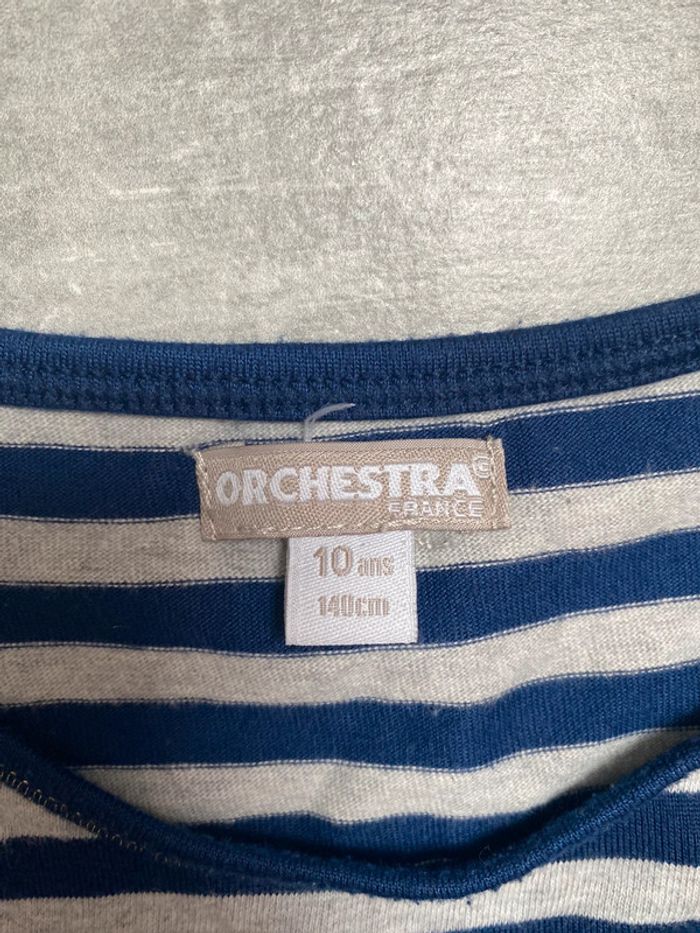 ORCHESTRA
FRANCE
10 ans
140cm